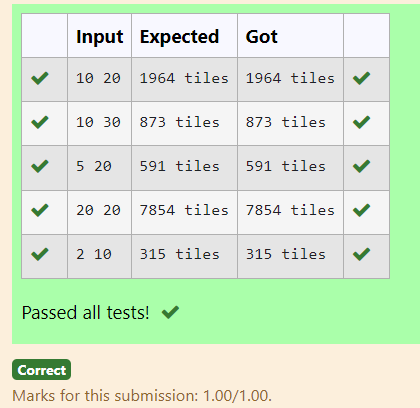 Input Expected Got
10 20 1964 tiles 1964 tiles
10 30 873 tiles 873 tiles
5 20 591 tiles 591 tiles
20 20 7854 tiles 7854 tiles
2 10 315 tiles 315 tiles
Passed all tests!
Correct
Marks for this submission: 1.00/1.00.